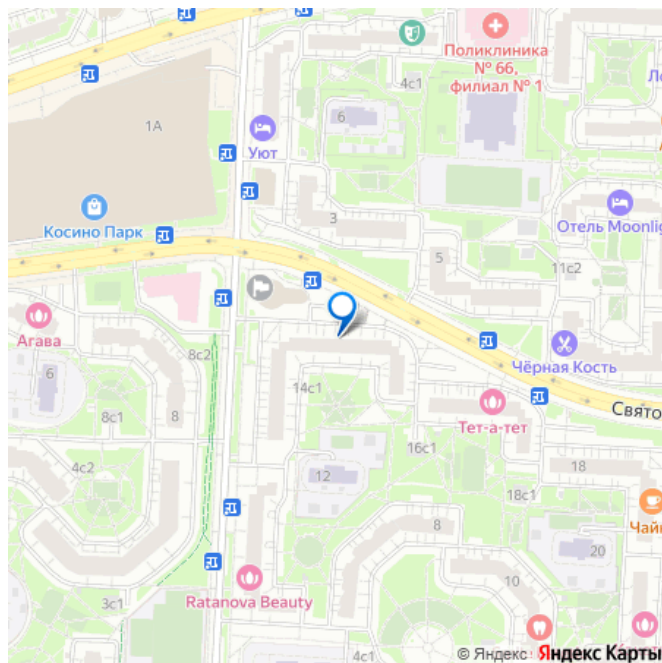 Поликлиника
№ 66,
филиал № 1
4с1
6
1А
Уют
Косино Парк
3
Отель Moonlig
5
11с2
Агава
8с2
Чёрная Кость
6
14с1
8с1
8
Тет-а-тет
Свято
16с1
4с2
12
18
18с1
8
Чай
20
Ratanova Beauty
10
3с1
© Яндекс
Яндекс Карты